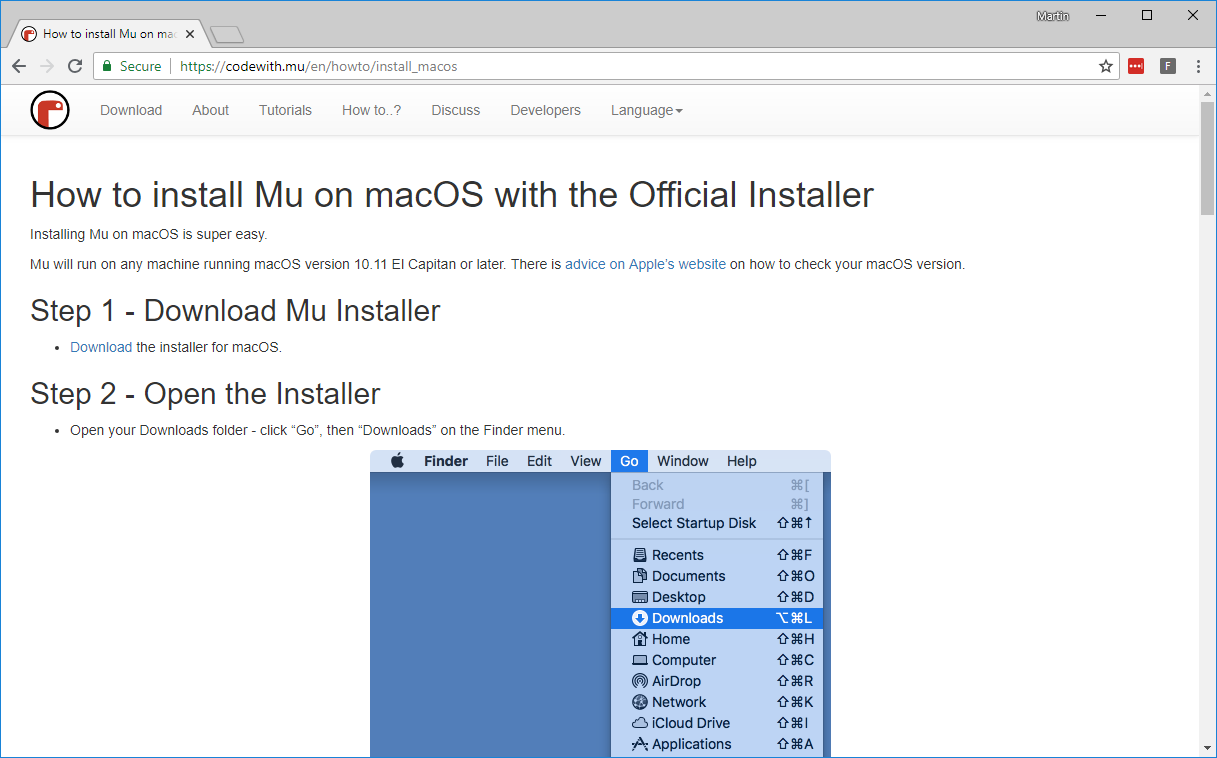 Martin
How to install Mu on mac
Secure https://codewith.mu/en/howto/install_macos
F
Download About Tutorials How to..? Discuss Developers Language
How to install Mu on macOS with the Official Installer
Installing Mu on macOS is super easy.
Mu will run on any machine running macOS version 10.11 El Capitan or later. There is advice on Apple’s website on how to check your macOS version.
Step 1 - Download Mu Installer
• Download the installer for macOS.
Step 2 - Open the Installer
• Open your Downloads folder - click “Go”, then “Downloads” on the Finder menu.
Finder File Edit View Go Window Help
Back ⌘[
Forward ⌘]
Select Startup Disk ⇧⌘↑
Recents ⇧⌘F
Documents ⇧⌘O
Desktop ⇧⌘D
Downloads ⌥⌘L
Home ⇧⌘H
Computer ⇧⌘C
AirDrop ⇧⌘R
Network ⇧⌘K
iCloud Drive ⇧⌘I
Applications ⇧⌘A